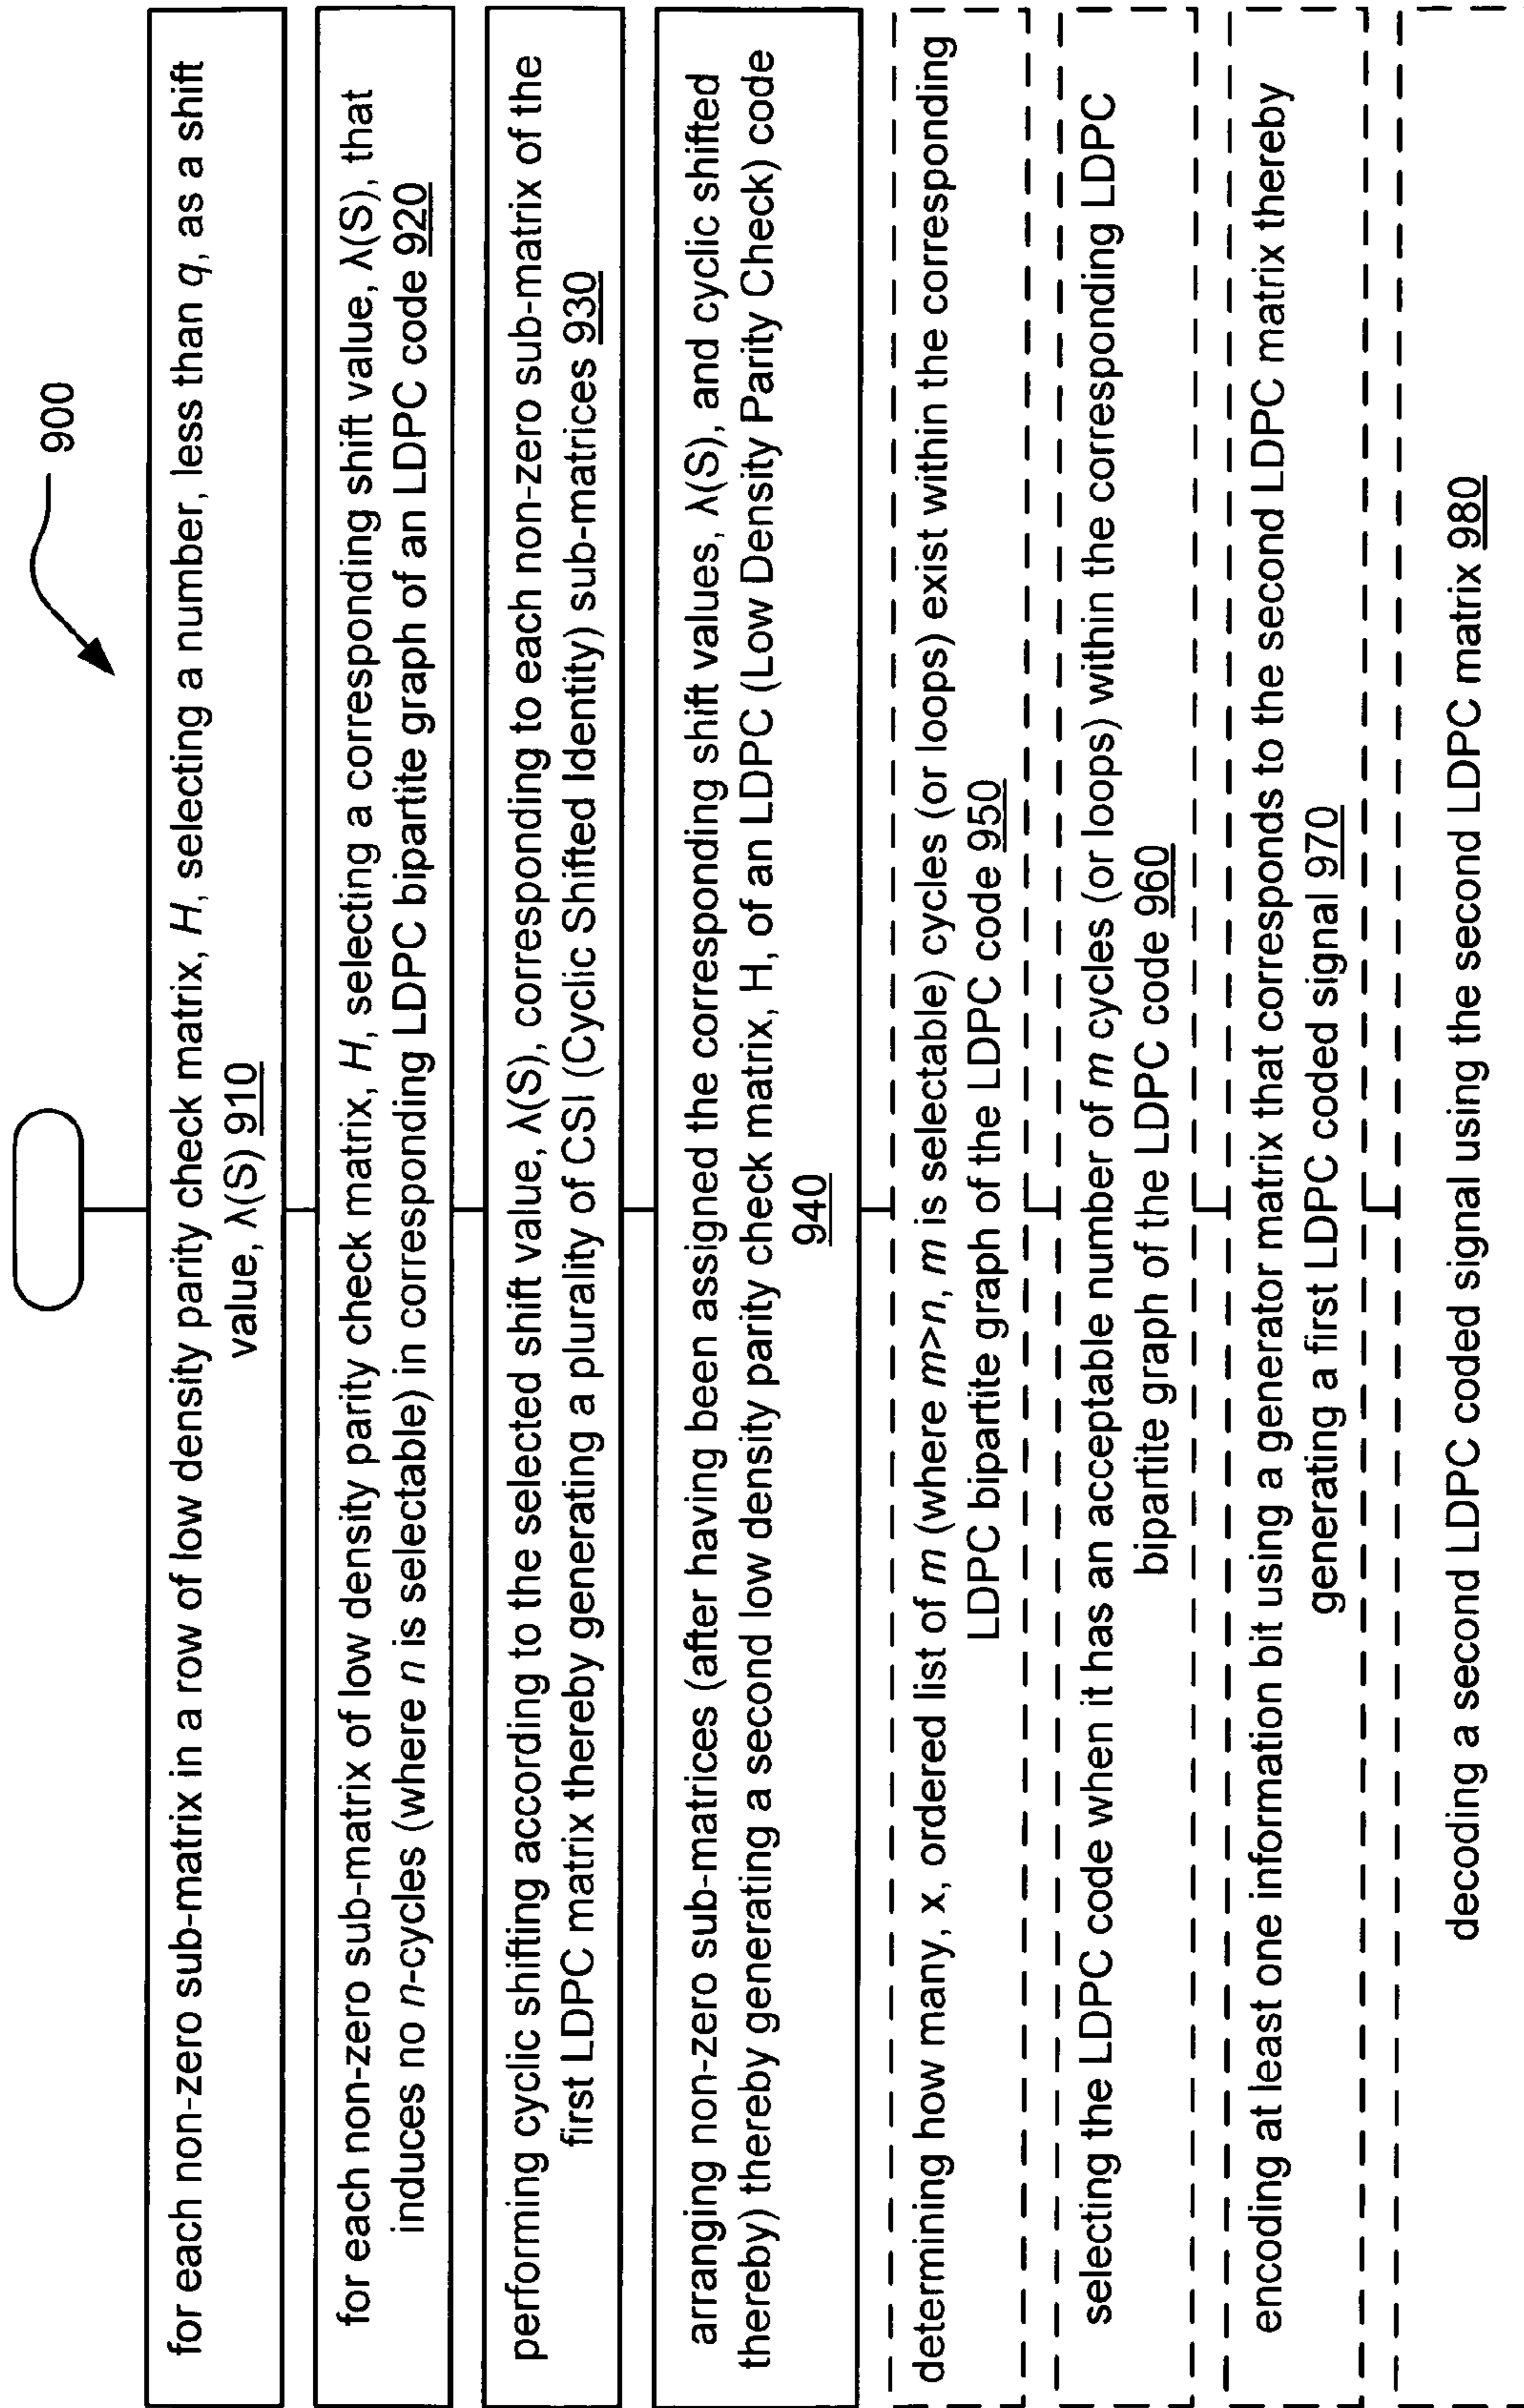 900
for each non-zero sub-matrix in a row of low density parity check matrix, H, selecting a number, less than q, as a shift
value, λ(S) 910
for each non-zero sub-matrix of low density parity check matrix, H, selecting a corresponding shift value, λ(S), that
induces no n-cycles (where n is selectable) in corresponding LDPC bipartite graph of an LDPC code 920
performing cyclic shifting according to the selected shift value, λ(S), corresponding to each non-zero sub-matrix of the
first LDPC matrix thereby generating a plurality of CSI (Cyclic Shifted Identity) sub-matrices 930
arranging non-zero sub-matrices (after having been assigned the corresponding shift values, λ(S), and cyclic shifted
thereby) thereby generating a second low density parity check matrix, H, of an LDPC (Low Density Parity Check) code
940
determining how many, x, ordered list of m (where m>n, m is selectable) cycles (or loops) exist within the corresponding
LDPC bipartite graph of the LDPC code 950
selecting the LDPC code when it has an acceptable number of m cycles (or loops) within the corresponding LDPC
bipartite graph of the LDPC code 960
encoding at least one information bit using a generator matrix that corresponds to the second LDPC matrix thereby
generating a first LDPC coded signal 970
decoding a second LDPC coded signal using the second LDPC matrix 980